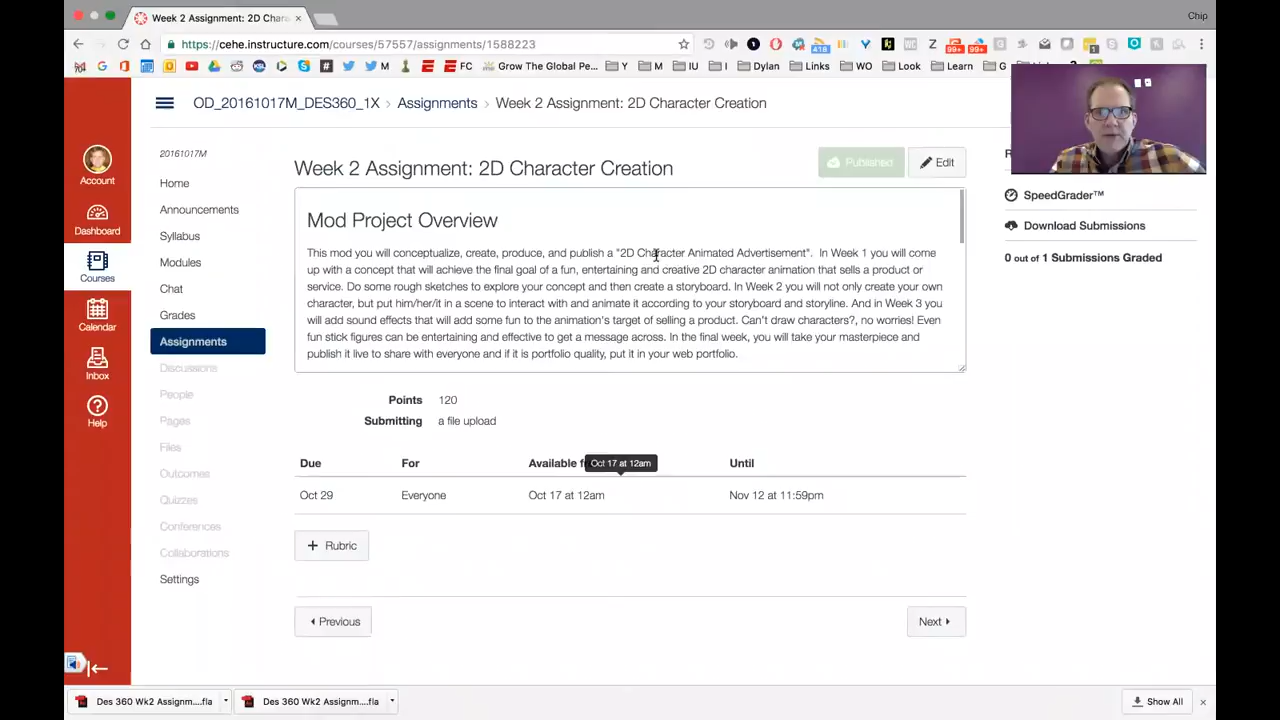 Week 2 Assignment: 2D Chara
Chip
https://cehe.instructure.com/courses/57557/assignments/1588223
418
99+
99+
1
FC
Grow The Global Pe...
Y
M
IU
I
Dylan
Links
WO
Look
Learn
G
OD_20161017M_DES360_1X › Assignments › Week 2 Assignment: 2D Character Creation
Account
Dashboard
Courses
Calendar
Inbox
Help
20161017M
Home
Announcements
Syllabus
Modules
Chat
Grades
Assignments
Discussions
People
Pages
Files
Outcomes
Quizzes
Conferences
Collaborations
Settings
Week 2 Assignment: 2D Character Creation
Published
Edit
Mod Project Overview
This mod you will conceptualize, create, produce, and publish a "2D Character Animated Advertisement". In Week 1 you will come
up with a concept that will achieve the final goal of a fun, entertaining and creative 2D character animation that sells a product or
service. Do some rough sketches to explore your concept and then create a storyboard. In Week 2 you will not only create your own
character, but put him/her/it in a scene to interact with and animate it according to your storyboard and storyline. And in Week 3 you
will add sound effects that will add some fun to the animation's target of selling a product. Can't draw characters?, no worries! Even
fun stick figures can be entertaining and effective to get a message across. In the final week, you will take your masterpiece and
publish it live to share with everyone and if it is portfolio quality, put it in your web portfolio.
Points 120
Submitting a file upload
Due For Available f Until
Oct 17 at 12am
Oct 29 Everyone Oct 17 at 12am Nov 12 at 11:59pm
+ Rubric
Previous
Next
SpeedGrader™
Download Submissions
0 out of 1 Submissions Graded
Des 360 Wk2 Assignm....fla
Des 360 Wk2 Assignm....fla
Show All